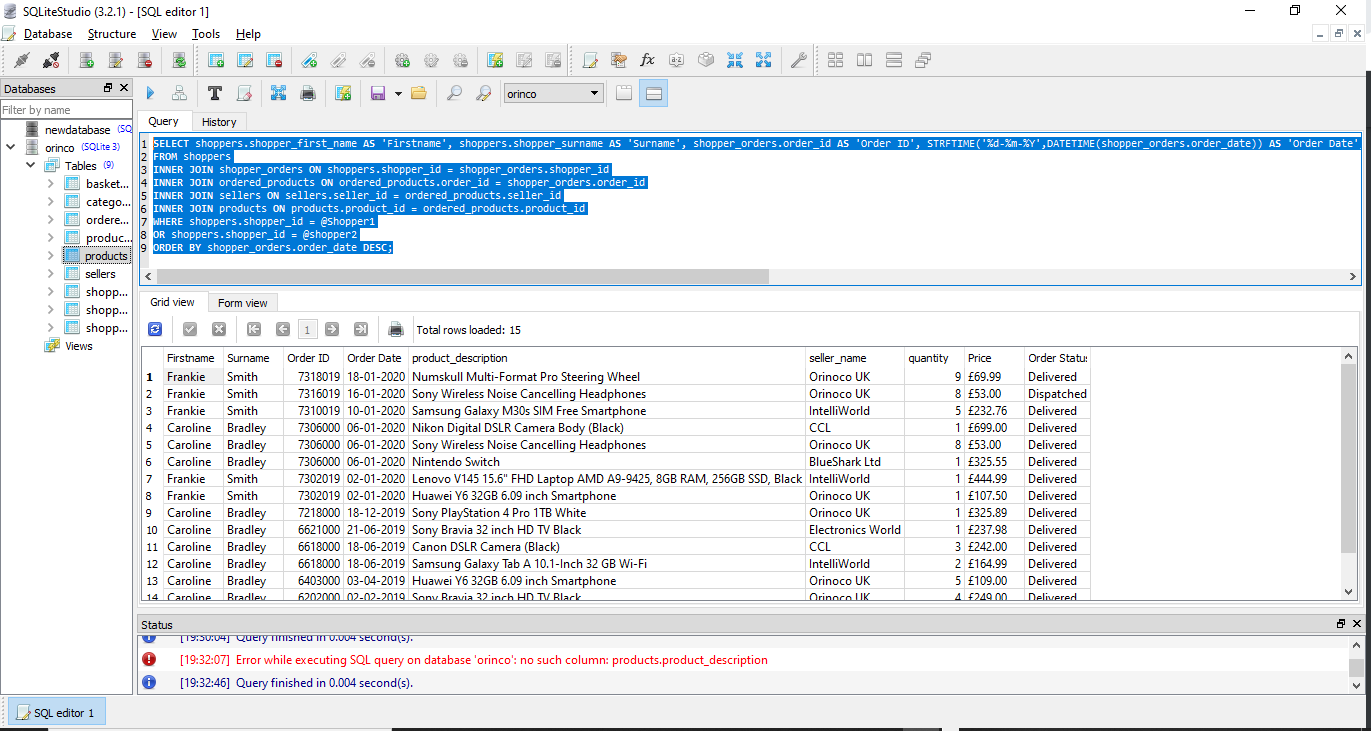 SQLiteStudio (3.2.1) - [SQL editor 1]
Database Structure View Tools Help
Databases
orinco
Filter by name
Query History
newdatabase (SQ
orinco (SQLite 3)
Tables (9)
basket...
catego...
ordere...
produc...
products
sellers
shopp...
shopp...
shopp...
Views
1 SELECT shoppers.shopper_first_name AS 'Firstname', shoppers.shopper_surname AS 'Surname', shopper_orders.order_id AS 'Order ID', STRFTIME('%d-%m-%Y',DATETIME(shopper_orders.order_date)) AS 'Order Date'
2 FROM shoppers
3 INNER JOIN shopper_orders ON shoppers.shopper_id = shopper_orders.shopper_id
4 INNER JOIN ordered_products ON ordered_products.order_id = shopper_orders.order_id
5 INNER JOIN sellers ON sellers.seller_id = ordered_products.seller_id
6 INNER JOIN products ON products.product_id = ordered_products.product_id
7 WHERE shoppers.shopper_id = @Shopper1
8 OR shoppers.shopper_id = @shopper2
9 ORDER BY shopper_orders.order_date DESC;
Grid view Form view
1 Total rows loaded: 15
Firstname Surname Order ID Order Date product_description seller_name quantity Price Order Status
1 Frankie Smith 7318019 18-01-2020 Numskull Multi-Format Pro Steering Wheel Orinoco UK 9 £69.99 Delivered
2 Frankie Smith 7316019 16-01-2020 Sony Wireless Noise Cancelling Headphones Orinoco UK 8 £53.00 Dispatched
3 Frankie Smith 7310019 10-01-2020 Samsung Galaxy M30s SIM Free Smartphone IntelliWorld 5 £232.76 Delivered
4 Caroline Bradley 7306000 06-01-2020 Nikon Digital DSLR Camera Body (Black) CCL 1 £699.00 Delivered
5 Caroline Bradley 7306000 06-01-2020 Sony Wireless Noise Cancelling Headphones Orinoco UK 8 £53.00 Delivered
6 Caroline Bradley 7306000 06-01-2020 Nintendo Switch BlueShark Ltd 1 £325.55 Delivered
7 Frankie Smith 7302019 02-01-2020 Lenovo V145 15.6" FHD Laptop AMD A9-9425, 8GB RAM, 256GB SSD, Black IntelliWorld 1 £444.99 Delivered
8 Frankie Smith 7302019 02-01-2020 Huawei Y6 32GB 6.09 inch Smartphone Orinoco UK 1 £107.50 Delivered
9 Caroline Bradley 7218000 18-12-2019 Sony PlayStation 4 Pro 1TB White Orinoco UK 1 £325.89 Delivered
10 Caroline Bradley 6621000 21-06-2019 Sony Bravia 32 inch HD TV Black Electronics World 1 £237.98 Delivered
11 Caroline Bradley 6618000 18-06-2019 Canon DSLR Camera (Black) CCL 3 £242.00 Delivered
12 Caroline Bradley 6618000 18-06-2019 Samsung Galaxy Tab A 10.1-Inch 32 GB Wi-Fi IntelliWorld 2 £164.99 Delivered
13 Caroline Bradley 6403000 03-04-2019 Huawei Y6 32GB 6.09 inch Smartphone Orinoco UK 5 £109.00 Delivered
14 Caroline Bradley 6202000 02-02-2019 Sony Bravia 32 inch HD TV Black Orinoco UK 4 £249.00 Delivered
Status
[19:30:04] Query finished in 0.004 second(s).
[19:32:07] Error while executing SQL query on database 'orinco': no such column: products.product_description
[19:32:46] Query finished in 0.004 second(s).
SQL editor 1